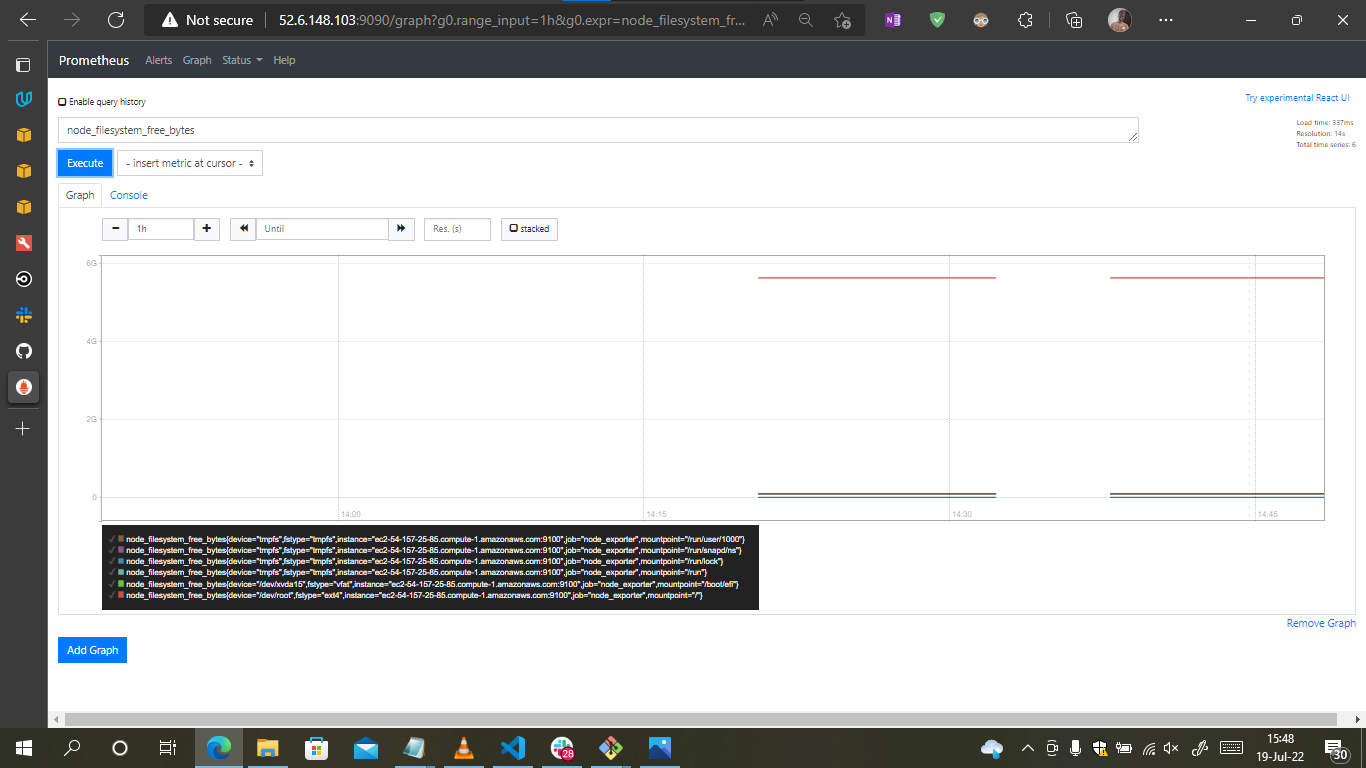 Not secure
52.6.148.103:9090/graph?g0.range_input=1h&g0.expr=node_filesystem_fr...
Prometheus
Alerts
Graph
Status
Help
Enable query history
Try experimental React UI
node_filesystem_free_bytes
Load time: 337ms
Resolution: 14s
Total time series: 6
Execute
- insert metric at cursor -
Graph
Console
1h
Until
Res. (s)
stacked
6G
4G
2G
0
14:00
14:15
14:30
14:45
node_filesystem_free_bytes{device="tmpfs",fstype="tmpfs",instance="ec2-54-157-25-85.compute-1.amazonaws.com:9100",job="node_exporter",mountpoint="/run/user/1000"}
node_filesystem_free_bytes{device="tmpfs",fstype="tmpfs",instance="ec2-54-157-25-85.compute-1.amazonaws.com:9100",job="node_exporter",mountpoint="/run/snapd/ns"}
node_filesystem_free_bytes{device="tmpfs",fstype="tmpfs",instance="ec2-54-157-25-85.compute-1.amazonaws.com:9100",job="node_exporter",mountpoint="/run/lock"}
node_filesystem_free_bytes{device="tmpfs",fstype="tmpfs",instance="ec2-54-157-25-85.compute-1.amazonaws.com:9100",job="node_exporter",mountpoint="/run"}
node_filesystem_free_bytes{device="/dev/xvda15",fstype="vfat",instance="ec2-54-157-25-85.compute-1.amazonaws.com:9100",job="node_exporter",mountpoint="/boot/efi"}
node_filesystem_free_bytes{device="/dev/root",fstype="ext4",instance="ec2-54-157-25-85.compute-1.amazonaws.com:9100",job="node_exporter",mountpoint="/"}
Remove Graph
Add Graph
28
15:48
19-Jul-22
30